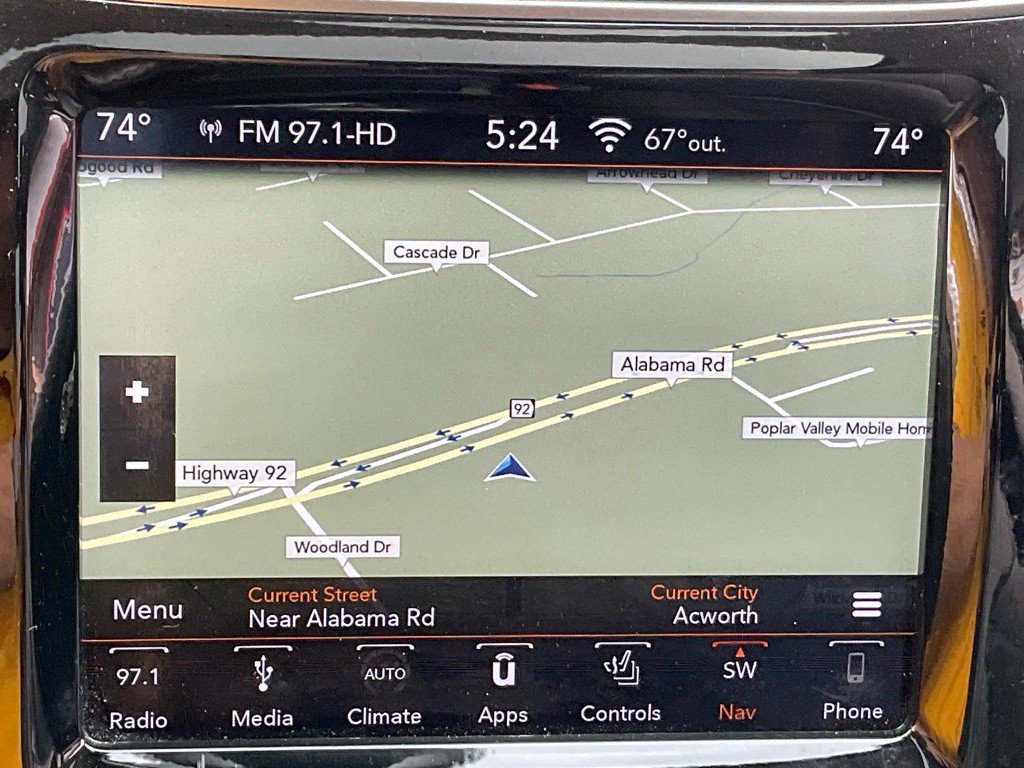 74° FM 97.1-HD 5:24 67° out. 74°
Arrowhead Dr Cheyenne Dr
Cascade Dr
Alabama Rd
92
Poplar Valley Mobile Hom
Highway 92
Woodland Dr
Menu
Current Street
Near Alabama Rd
Current City
Acworth
97.1 AUTO SW
Radio Media Climate Apps Controls Nav Phone